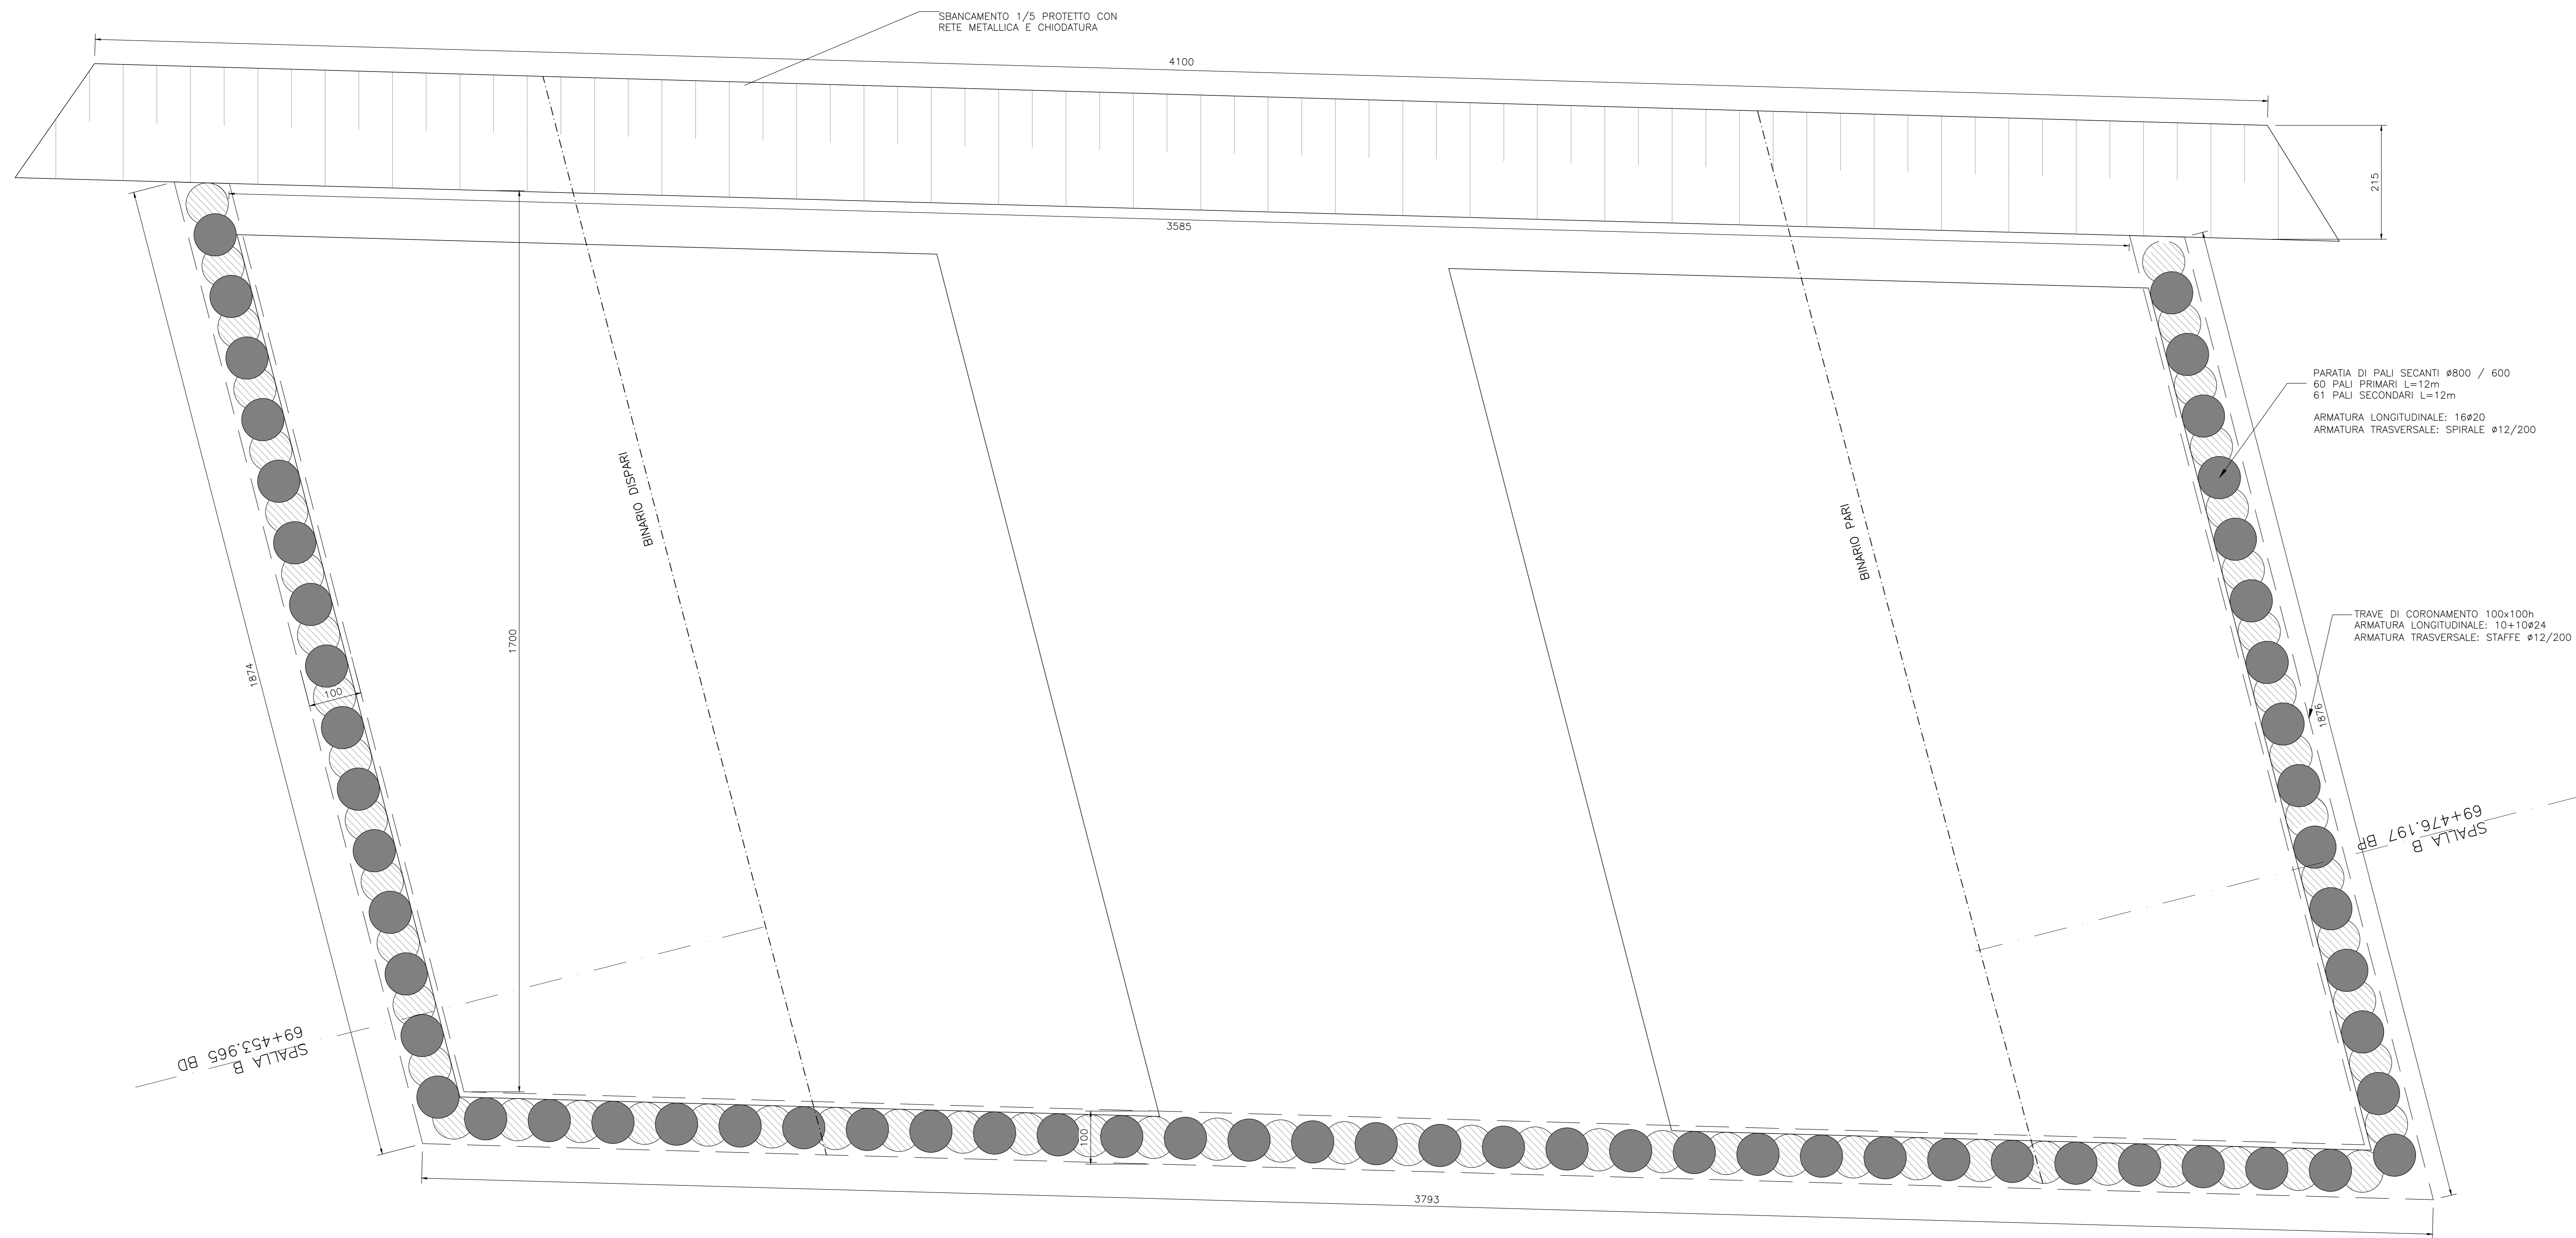 SBANCAMENTO 1/5 PROTETTO CON
RETE METALLICA E CHIODATURA
4100
215
3585
PARATIA DI PALI SECANTI ø800 / 600
60 PALI PRIMARI L=12m
61 PALI SECONDARI L=12m
ARMATURA LONGITUDINALE: 16ø20
ARMATURA TRASVERSALE: SPIRALE ø12/200
BINARIO DISPARI
BINARIO PARI
1700
1874
100
TRAVE DI CORONAMENTO 100x100h
ARMATURA LONGITUDINALE: 10+10ø24
ARMATURA TRASVERSALE: STAFFE ø12/200
1876
SPALLA B
69+476.197 BP
SPALLA B
69+453.965 BD
100
3793